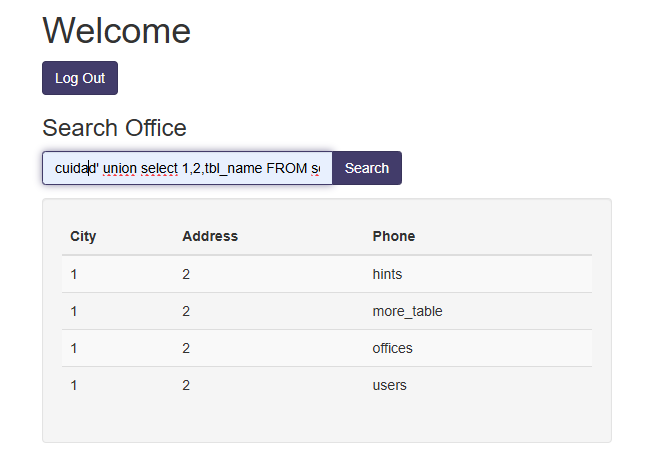 Welcome
Log Out
Search Office
cuidad' union select 1,2,tbl_name FROM s Search
City Address Phone
1 2 hints
1 2 more_table
1 2 offices
1 2 users